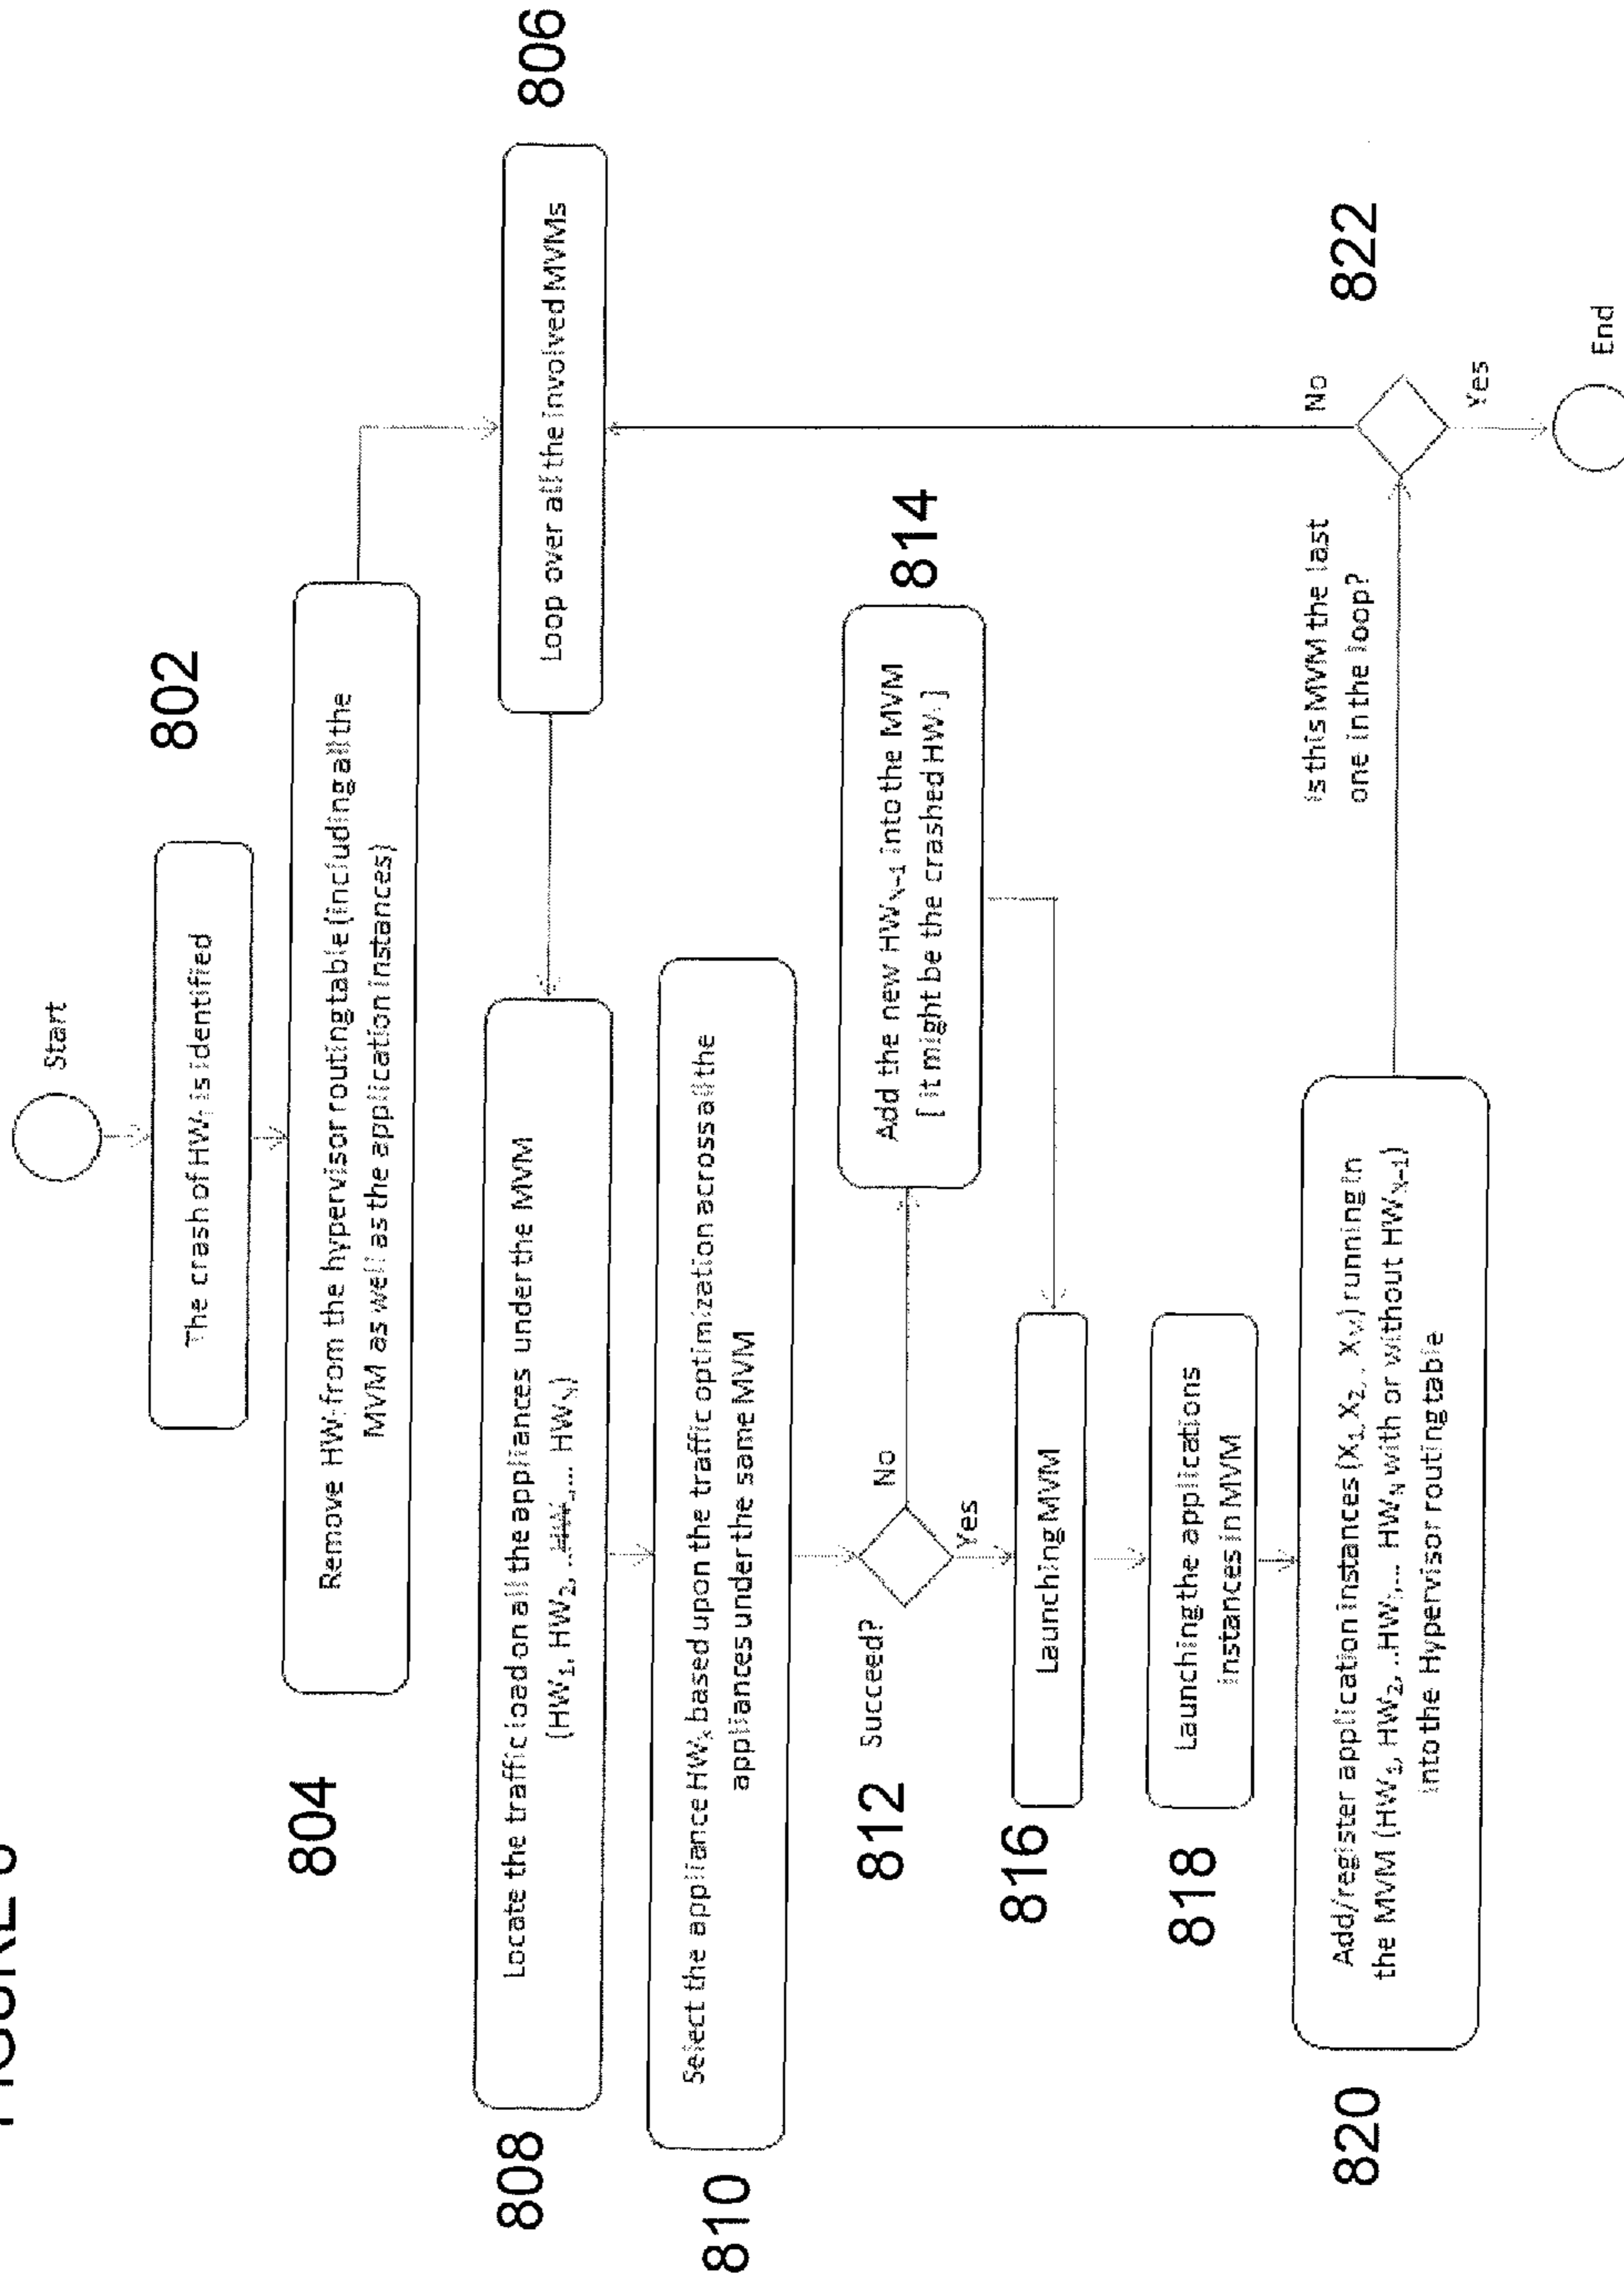 FIGURE 8
Start
802
The crash of HWᵢ is identified
804
Remove HWᵢ from the hypervisor routing table (including all the
MVM as well as the application instances)
806
Loop over all the involved MVMs
808
Locate the traffic load on all the appliances under the MVM
(HW₁, HW₂, ..HWᵢ,... HW_N)
810
Select the appliance HWₖ based upon the traffic optimization across all the
appliances under the same MVM
812
Succeed?
No
Yes
814
Add the new HW_N+1 into the MVM
[ it might be the crashed HWᵢ ]
816
Launching MVM
818
Launching the applications
instances in MVM
820
Add/register application instances (X₁, X₂, , X_Y) running in
the MVM (HW₁, HW₂, ..HWᵢ,... HW_N with or without HW_N+1)
into the Hypervisor routing table
Is this MVM the last
one in the loop?
822
No
Yes
End